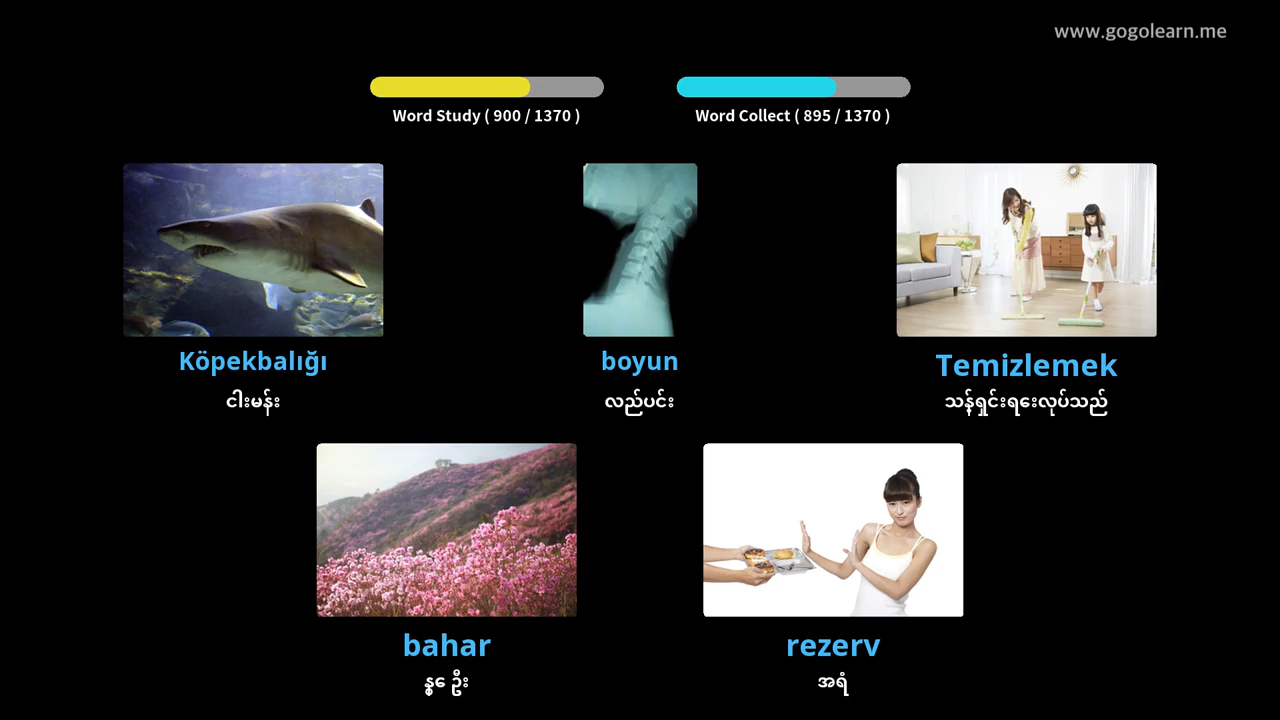 www.gogolearn.me
Word Study ( 900 / 1370 )
Word Collect ( 895 / 1370 )
Köpekbalığı
ငါးမန်း
boyun
လည်ပင်း
Temizlemek
သန့်ရှင်းရေးလုပ်သည်
bahar
နွေဦး
rezerv
အရံ